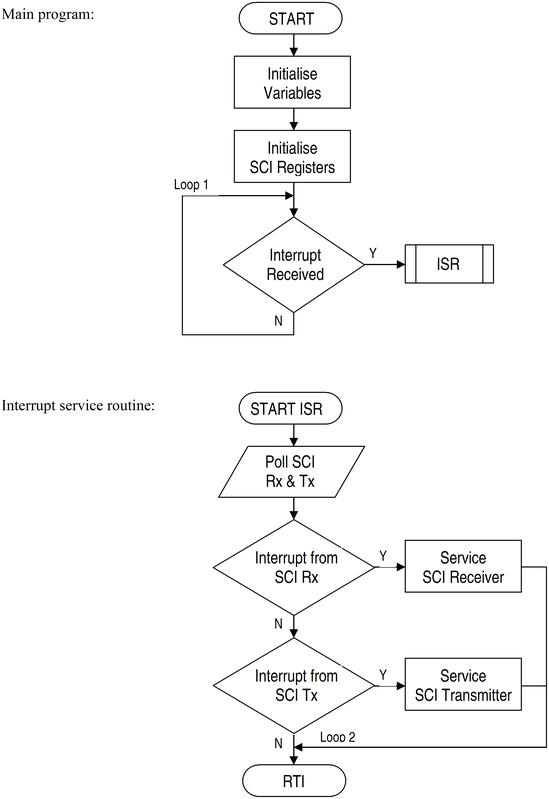 Main program:
START
Initialise
Variables
Initialise
SCI Registers
Loop 1
Interrupt
Received
Y
ISR
N
Interrupt service routine:
START ISR
Poll SCI
Rx & Tx
Interrupt from
SCI Rx
Y
Service
SCI Receiver
N
Interrupt from
SCI Tx
Y
Service
SCI Transmitter
N
Loop 2
RTI